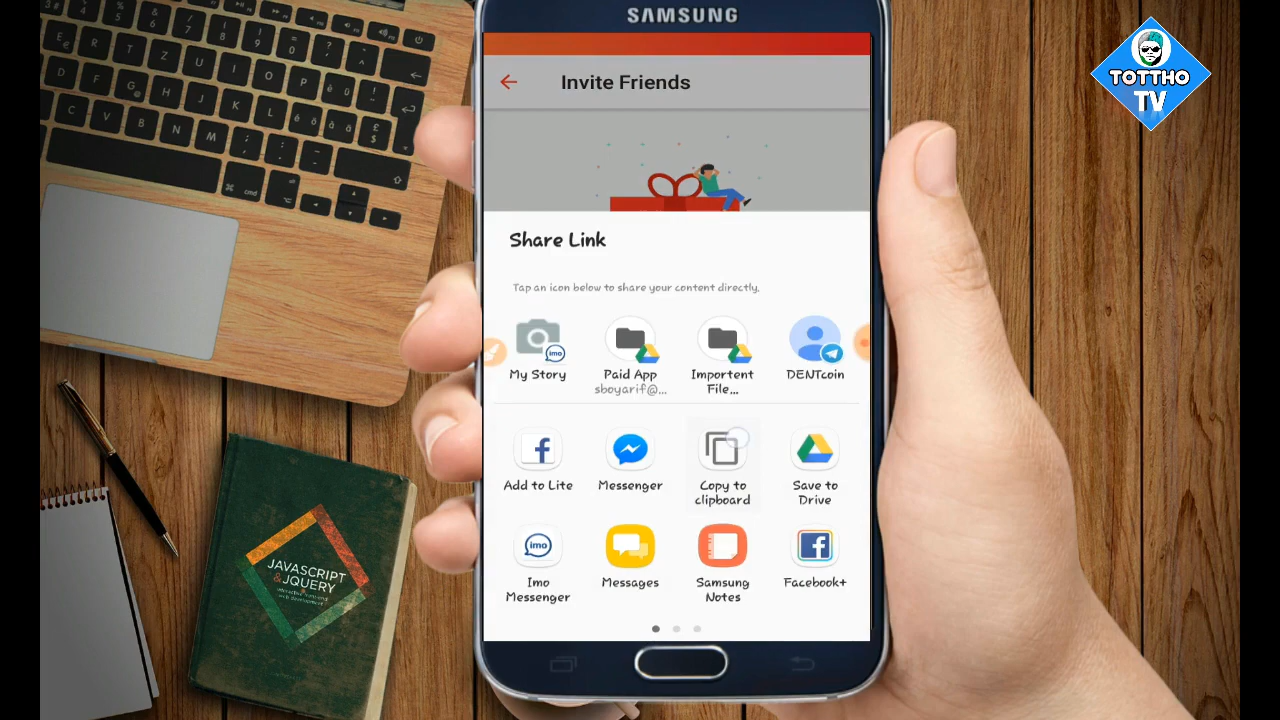 SAMSUNG
Invite Friends
TOTTHO
TV
Share Link
Tap an icon below to share your content directly.
My Story
Paid App
sboyarif@...
Importent
File...
DENTcoin
Add to Lite
Messenger
Copy to
clipboard
Save to
Drive
imo
Imo
Messenger
Messages
Samsung
Notes
Facebook+
JAVASCRIPT
& JQUERY